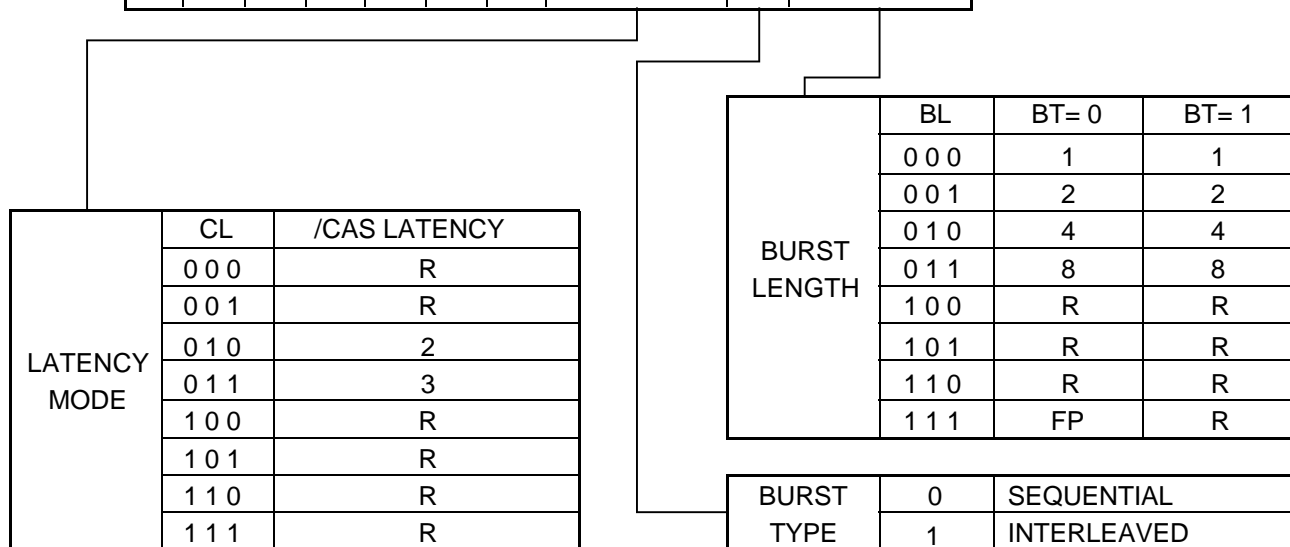 BL BT= 0 BT= 1
0 0 0 1 1
0 0 1 2 2
0 1 0 4 4
0 1 1 8 8
1 0 0 R R
1 0 1 R R
1 1 0 R R
1 1 1 FP R
BURST
LENGTH
CL /CAS LATENCY
0 0 0 R
0 0 1 R
0 1 0 2
0 1 1 3
1 0 0 R
1 0 1 R
1 1 0 R
1 1 1 R
LATENCY
MODE
BURST 0 SEQUENTIAL
TYPE 1 INTERLEAVED